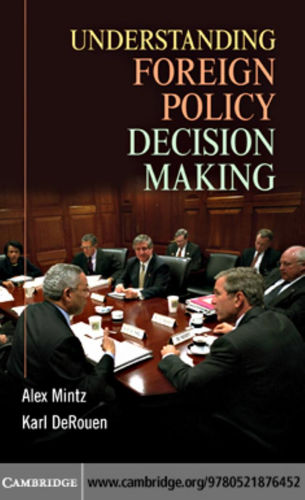 UNDERSTANDING
FOREIGN
POLICY
DECISION
MAKING
Alex Mintz
Karl DeRouen
CAMBRIDGE
www.cambridge.org/9780521876452